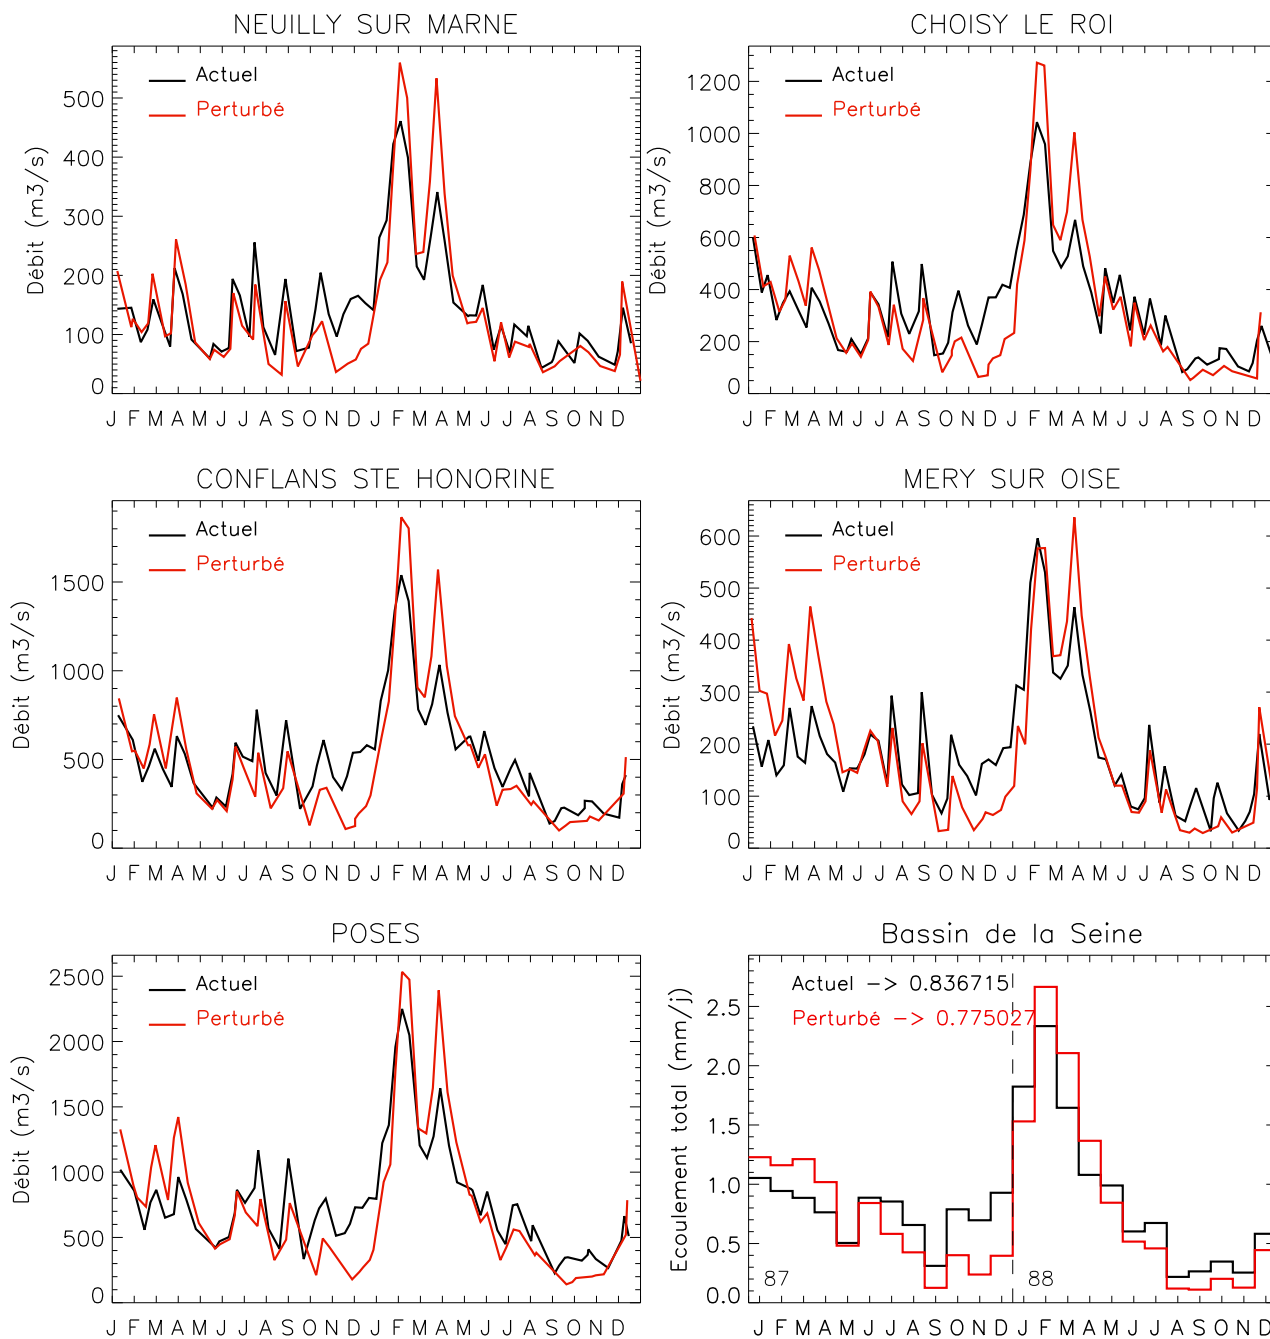 NEUILLY SUR MARNE
Actuel
Perturbé
Débit (m3/s)
500
400
300
200
100
0
J F M A M J J A S O N D J F M A M J J A S O N D
CHOISY LE ROI
Actuel
Perturbé
Débit (m3/s)
1200
1000
800
600
400
200
0
J F M A M J J A S O N D J F M A M J J A S O N D
CONFLANS STE HONORINE
Actuel
Perturbé
Débit (m3/s)
1500
1000
500
0
J F M A M J J A S O N D J F M A M J J A S O N D
MERY SUR OISE
Actuel
Perturbé
Débit (m3/s)
600
500
400
300
200
100
0
J F M A M J J A S O N D J F M A M J J A S O N D
POSES
Actuel
Perturbé
Débit (m3/s)
2500
2000
1500
1000
500
0
J F M A M J J A S O N D J F M A M J J A S O N D
Bassin de la Seine
Actuel -> 0.836715
Perturbé -> 0.775027
Ecoulement total (mm/j)
2.5
2.0
1.5
1.0
0.5
0.0
87
88
J F M A M J J A S O N D J F M A M J J A S O N D